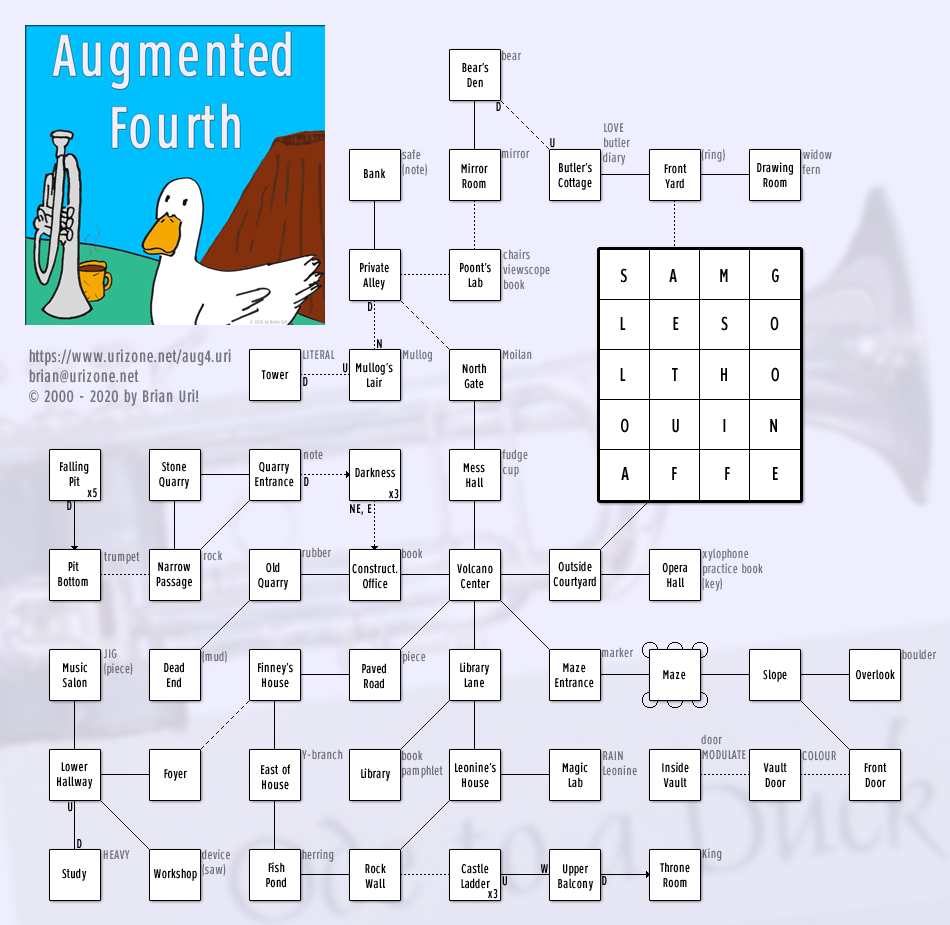 Augmented
Fourth
© 2020 by Brian Uri!
https://www.urizone.net/aug4.uri
brian@urizone.net
© 2000 - 2020 by Brian Uri!
Bear's
Den
bear
D
U
Bank
safe
(note)
Mirror
Room
mirror
Butler's
Cottage
LOVE
butler
diary
Front
Yard
(ring)
Drawing
Room
widow
fern
Private
Alley
D
Poont's
Lab
chairs
viewscope
book
S A M G
L E S O
L T H O
O U I N
A F F E
Tower
LITERAL
D
U
N
Mullog's
Lair
Mullog
North
Gate
Moilan
Falling
Pit
x5
D
Stone
Quarry
Quarry
Entrance
note
D
Darkness
x3
NE, E
Mess
Hall
fudge
cup
Pit
Bottom
trumpet
Narrow
Passage
rock
Old
Quarry
rubber
Construct.
Office
book
Volcano
Center
Outside
Courtyard
Opera
Hall
xylophone
practice book
(key)
Music
Salon
JIG
(piece)
Dead
End
(mud)
Finney's
House
Paved
Road
piece
Library
Lane
Maze
Entrance
marker
Maze
Slope
Overlook
boulder
Lower
Hallway
U
Foyer
East of
House
Y-branch
Library
book
pamphlet
Leonine's
House
Magic
Lab
RAIN
Leonine
Inside
Vault
door
MODULATE
Vault
Door
COLOUR
Front
Door
D
Study
HEAVY
Workshop
device
(saw)
Fish
Pond
herring
Rock
Wall
Castle
Ladder
x3
U
W
Upper
Balcony
D
Throne
Room
King
Ode to a Duck